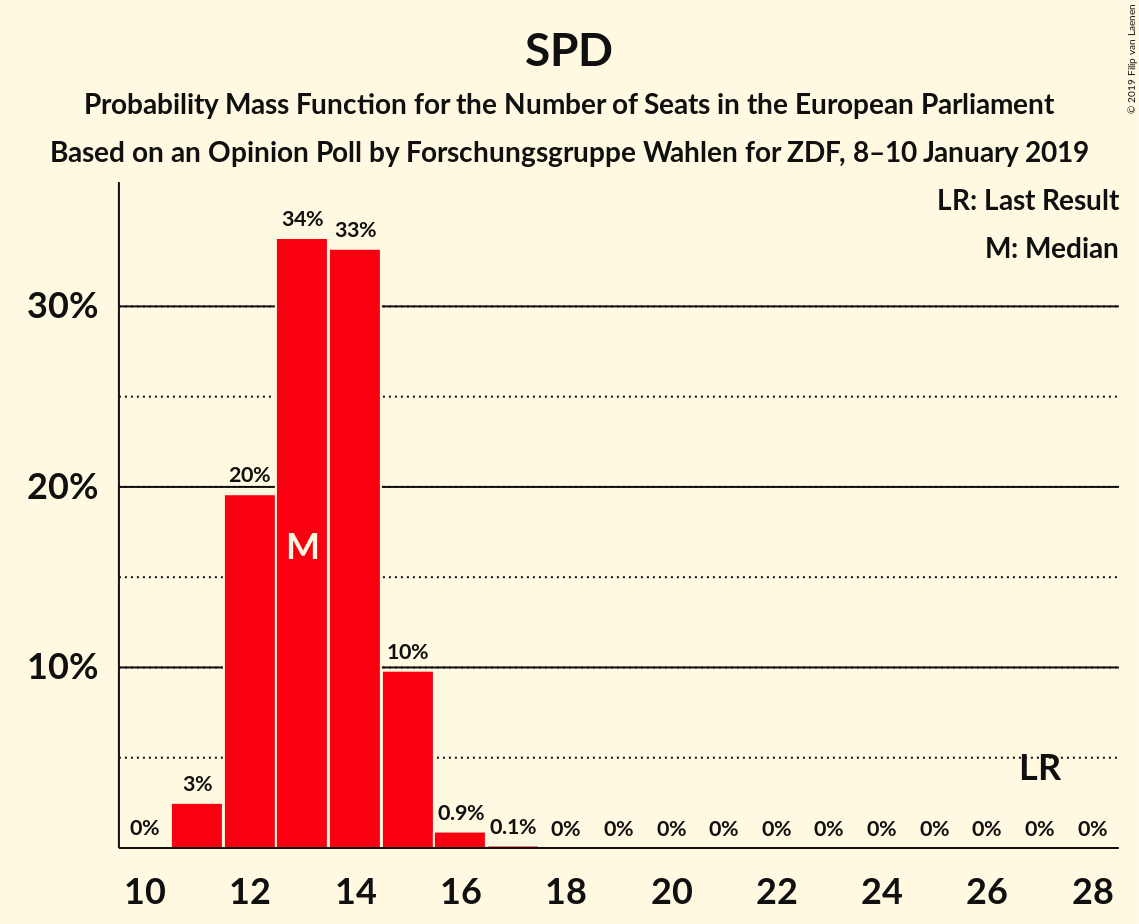 SPD
Probability Mass Function for the Number of Seats in the European Parliament
Based on an Opinion Poll by Forschungsgruppe Wahlen for ZDF, 8–10 January 2019
© 2019 Filip van Laenen
LR: Last Result
M: Median
34%
33%
30%
20%
20%
M
10%
10%
LR
3%
0%
0.9%
0.1%
0%
0%
0%
0%
0%
0%
0%
0%
0%
0%
0%
10 12 14 16 18 20 22 24 26 28